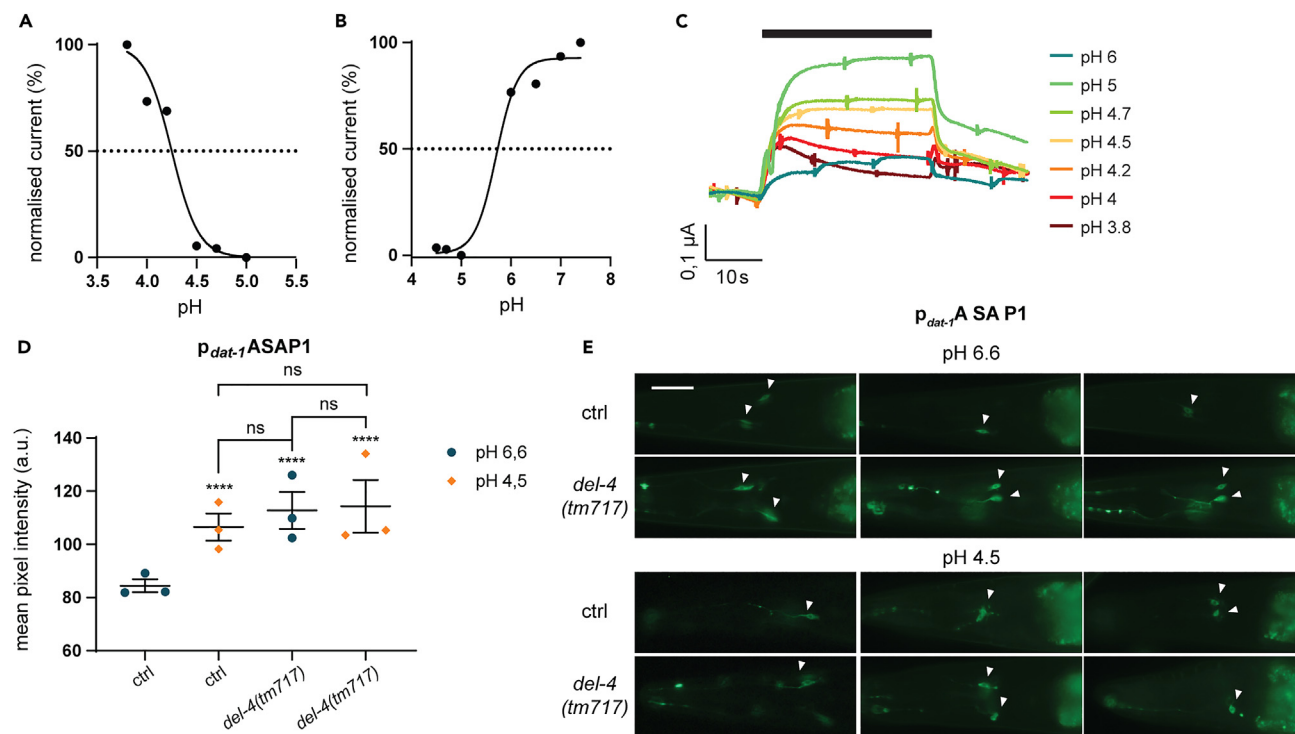 A
normalised current (%)
100
50
0
3.5 4.0 4.5 5.0 5.5
pH
B
normalised current (%)
100
50
0
4 5 6 7 8
pH
C
0,1 µA
10 s
pH 6
pH 5
pH 4.7
pH 4.5
pH 4.2
pH 4
pH 3.8
D
pdat-1ASAP1
ns
ns
ns
****
****
****
mean pixel intensity (a.u.)
140
120
100
80
60
ctrl
ctrl
del-4(tm717)
del-4(tm717)
pH 6,6
pH 4,5
pdat-1A SA P1
E
pH 6.6
ctrl
del-4
(tm717)
pH 4.5
ctrl
del-4
(tm717)